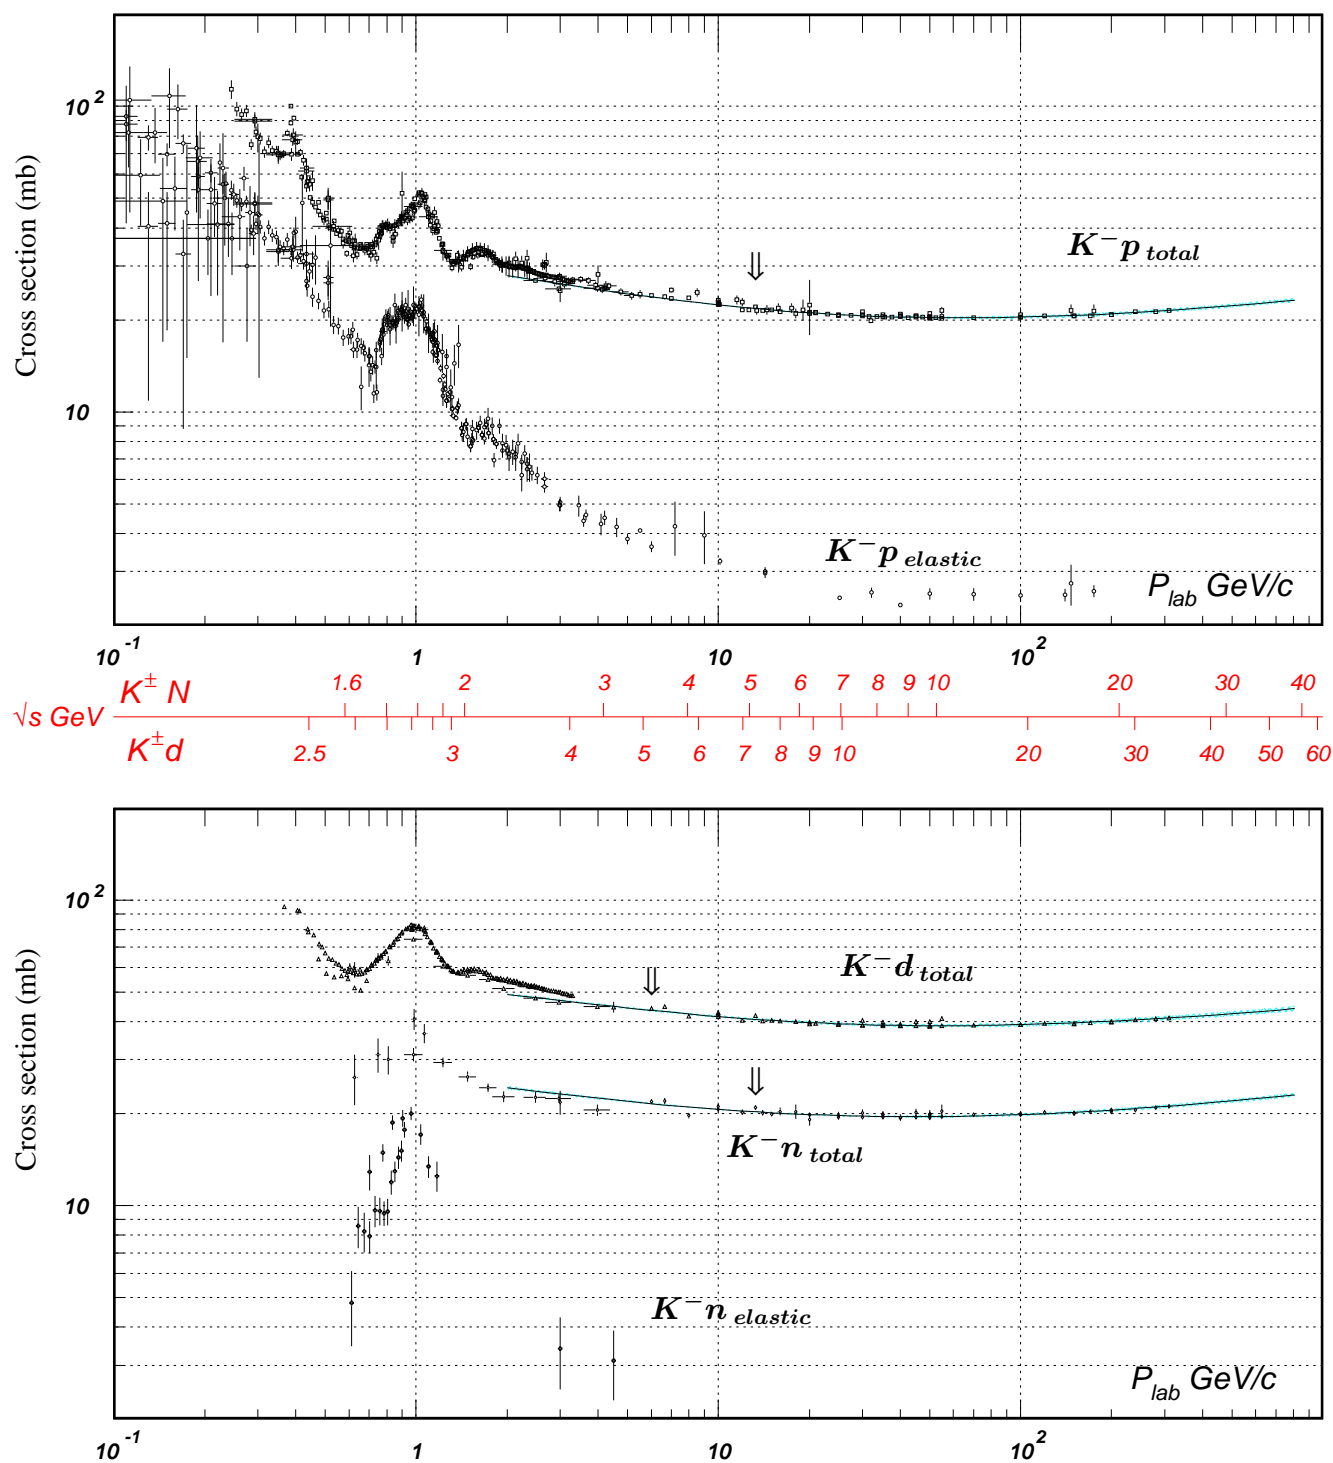 Cross section (mb)
10²
10
K⁻p total
⇓
K⁻p elastic
P_lab GeV/c
10⁻¹ 1 10 10²
K± N 1.6 2 3 4 5 6 7 8 9 10 20 30 40
√s GeV
K±d 2.5 3 4 5 6 7 8 9 10 20 30 40 50 60
Cross section (mb)
10²
10
K⁻d total
⇓
⇓
K⁻n total
K⁻n elastic
P_lab GeV/c
10⁻¹ 1 10 10²